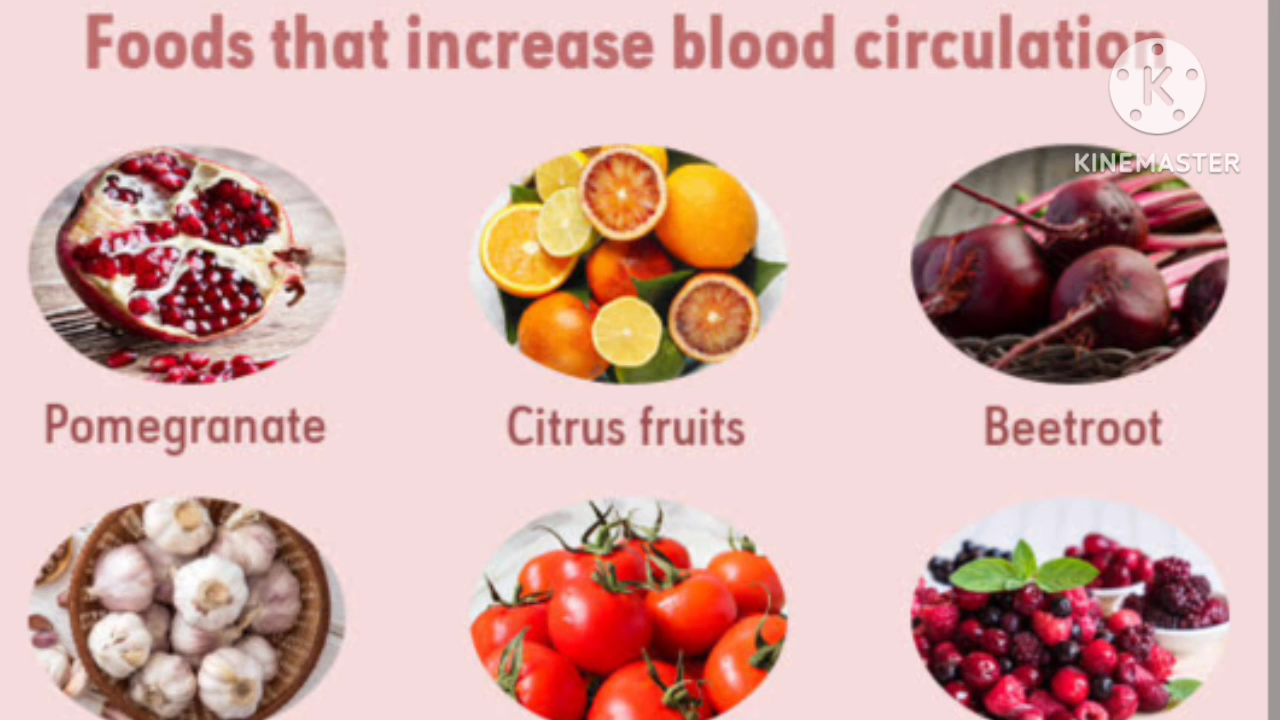 Foods that increase blood circulation
K
KINEMASTER
Pomegranate
Citrus fruits
Beetroot